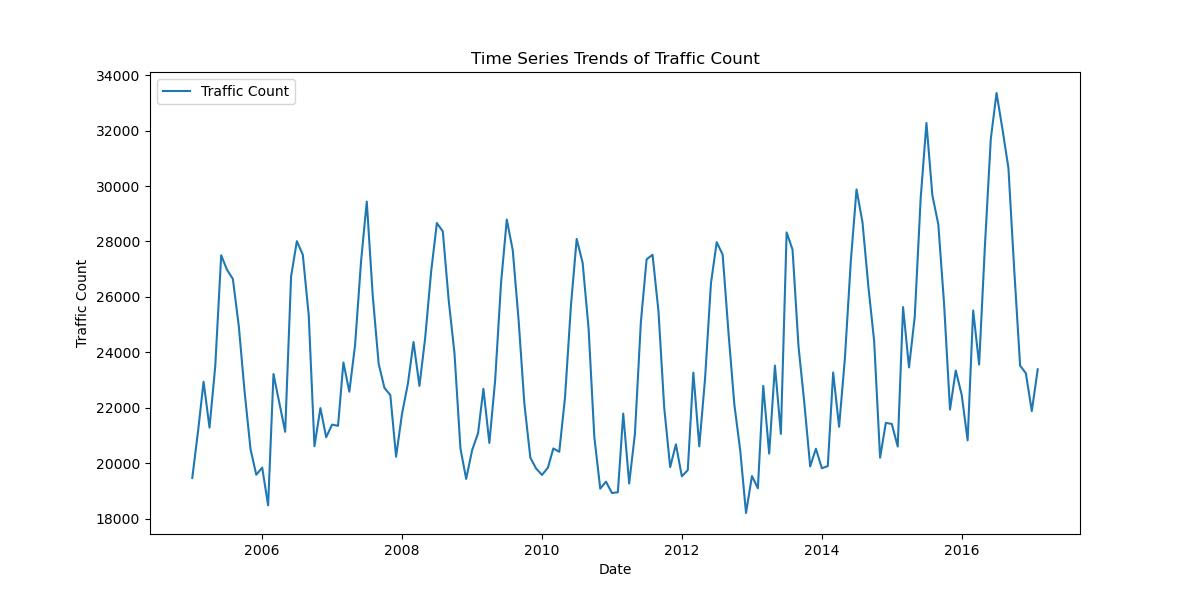 Time Series Trends of Traffic Count
Traffic Count
34000
32000
30000
28000
26000
24000
22000
20000
18000
Traffic Count
2006 2008 2010 2012 2014 2016
Date